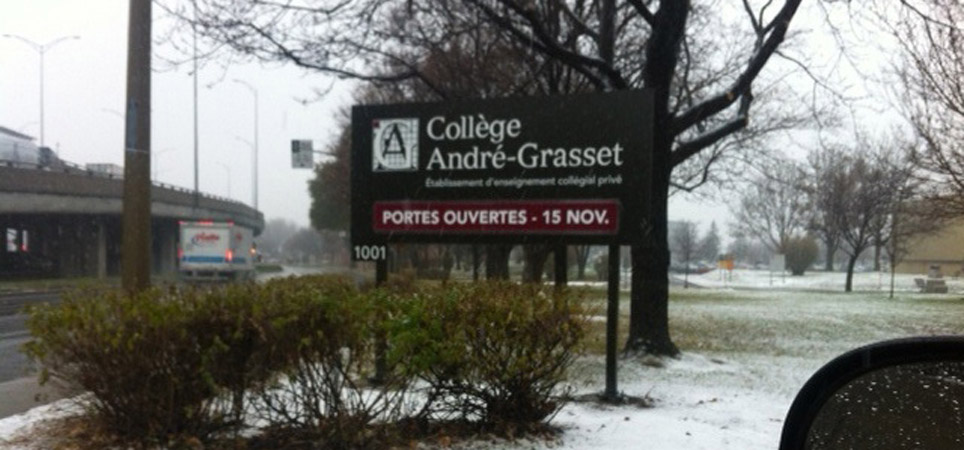 Collège
André-Grasset
Établissement d'enseignement collégial privé
PORTES OUVERTES - 15 NOV.
1001